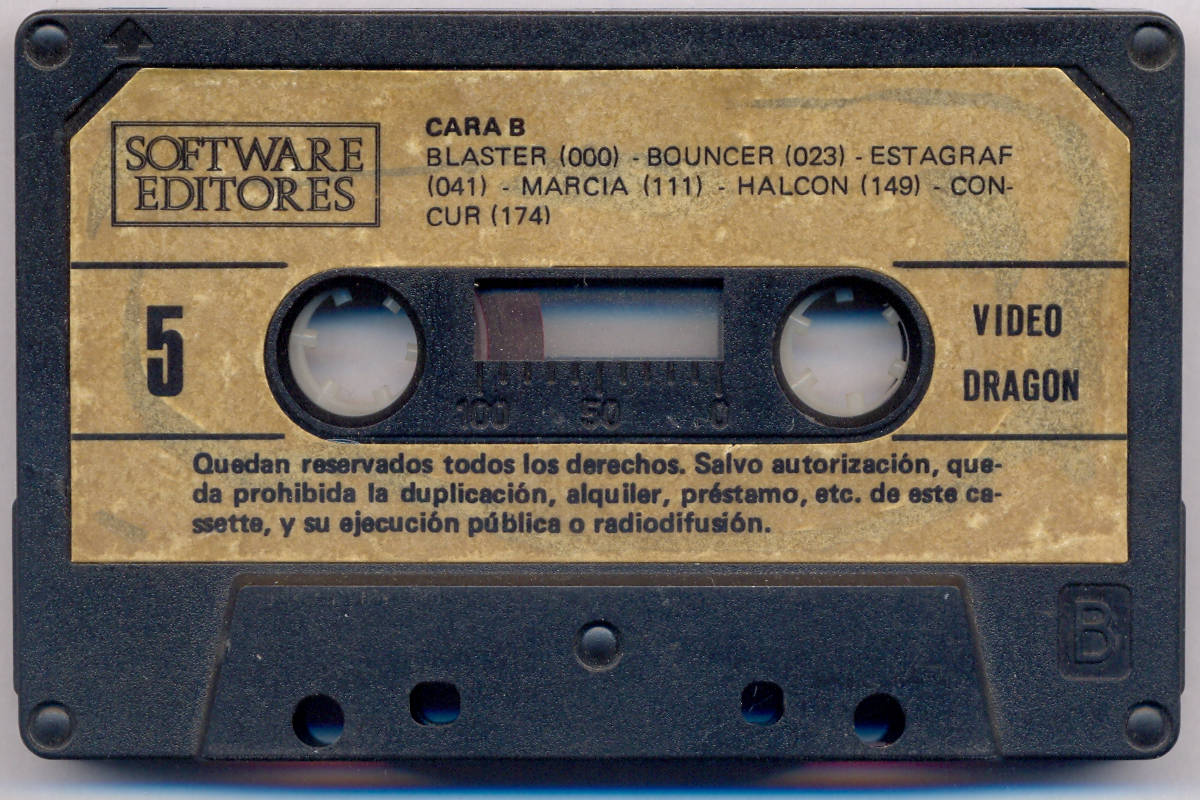 SOFTWARE
EDITORES
CARA B
BLASTER (000) - BOUNCER (023) - ESTAGRAF
(041) - MARCIA (111) - HALCON (149) - CON-
CUR (174)
5
VIDEO
DRAGON
100 50 0
Quedan reservados todos los derechos. Salvo autorización, que-
da prohibida la duplicación, alquiler, préstamo, etc. de este ca-
ssette, y su ejecución pública o radiodifusión.
B